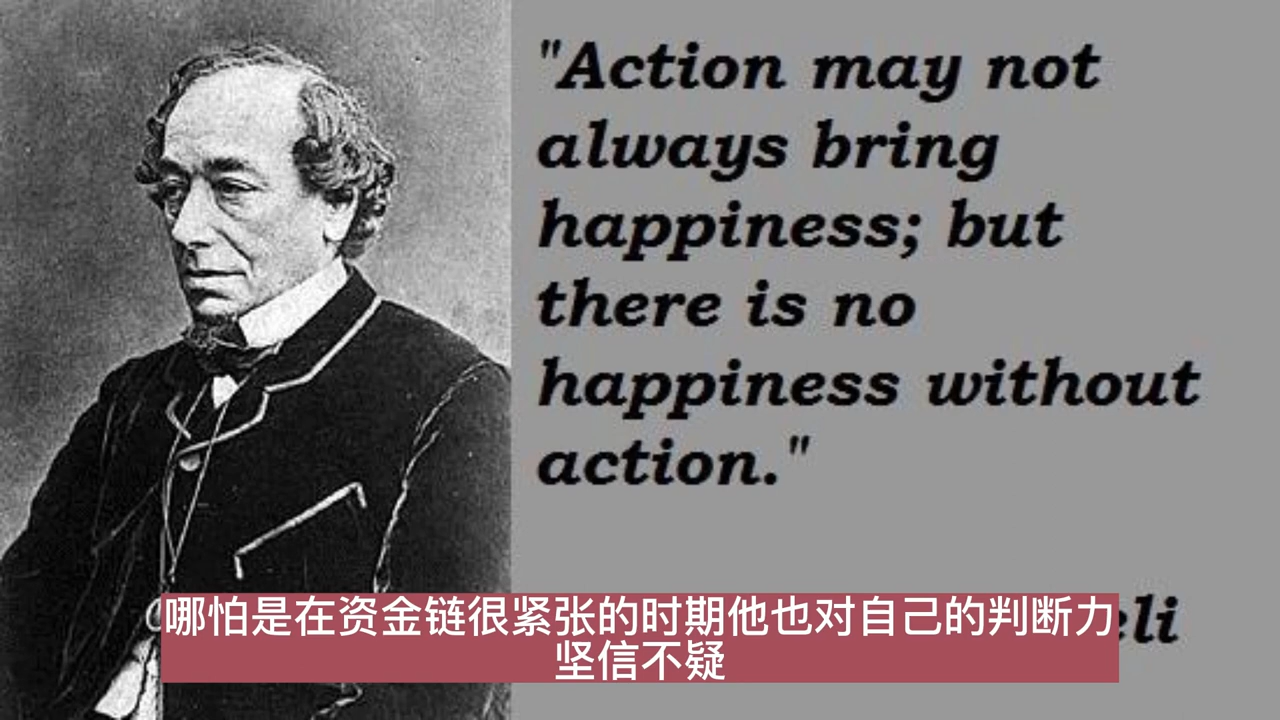 "Action may not
always bring
happiness; but
there is no
happiness without
action."
eli
哪怕是在资金链很紧张的时期他也对自己的判断力
坚信不疑